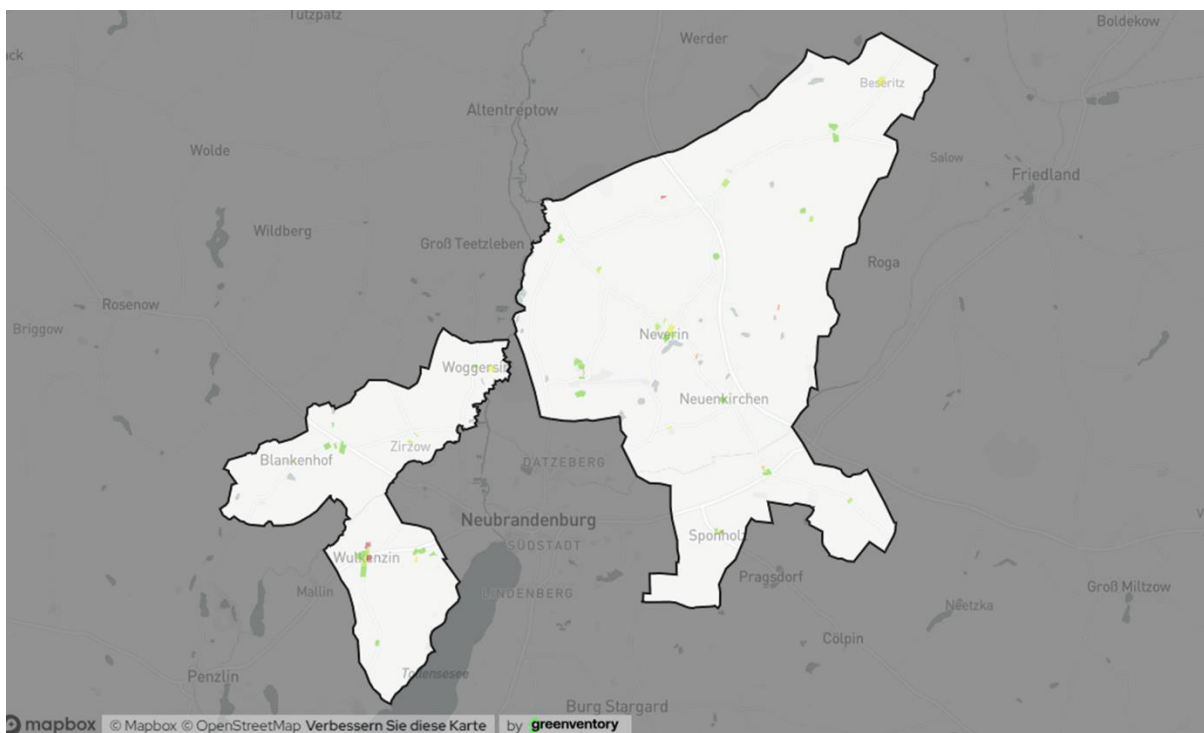 Tützpatz
Boldekow
Werder
Beseritz
Altentreptow
Wolde
Salow
Friedland
Wildberg
Groß Teetzleben
Roga
Rosenow
Briggow
Neverin
Neuenkirchen
Zirzow
Blankenhof
DATZEBERG
Neubrandenburg
SÜDSTADT
Sponholz
Wulkenzin
Mallin
LINDENBERG
Pragsdorf
Groß Miltzow
Neetzka
Cölpin
Penzlin
Tollensesee
Burg Stargard
mapbox © Mapbox © OpenStreetMap Verbessern Sie diese Karte by greenventory